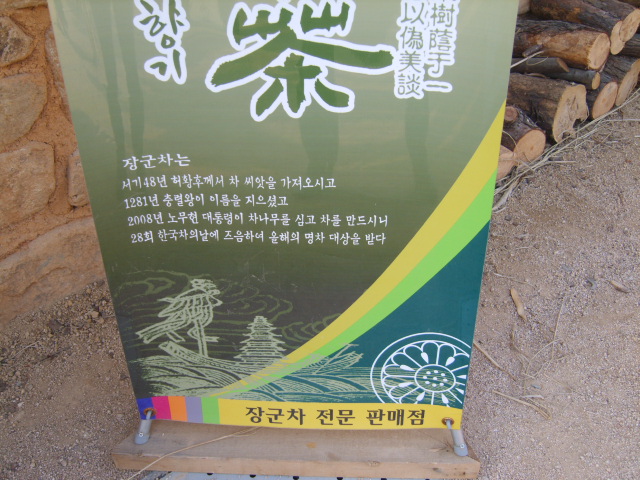 향기
茶
樹蔭于一
以偽美談
장군차는
서기48년 허황후께서 차 씨앗을 가져오시고
1281년 충렬왕이 이름을 지으셨고
2008년 노무현 대통령이 차나무를 심고 차를 만드시니
28회 한국차의날에 즈음하여 올해의 명차 대상을 받다
장군차 전문 판매점